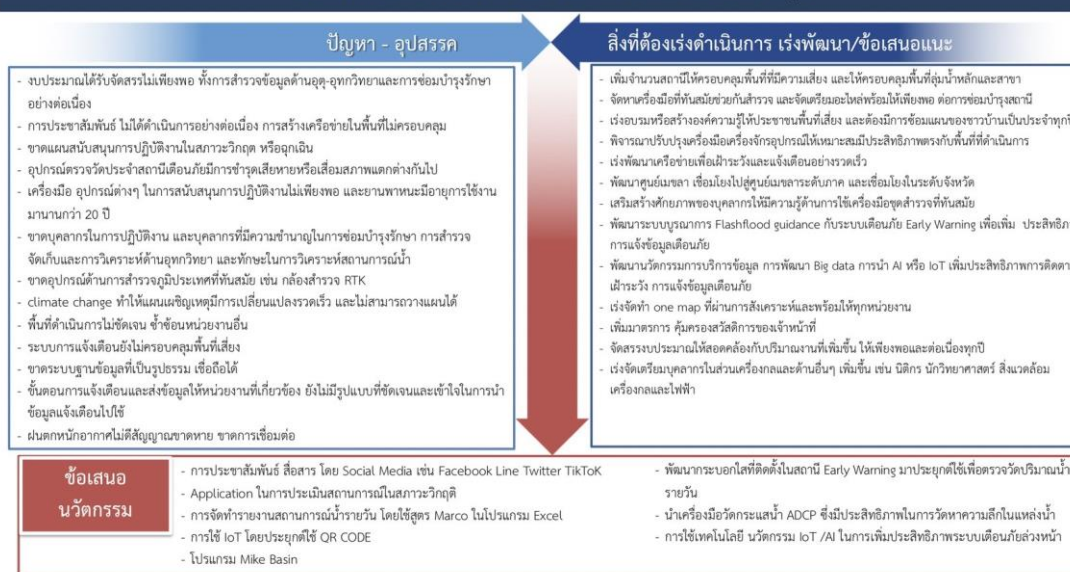 ปัญหา - อุปสรรค
- งบประมาณได้รับจัดสรรไม่เพียงพอ ทั้งการสำรวจข้อมูลด้านอุตุ-อุทกวิทยาและการซ่อมบำรุงรักษา
อย่างต่อเนื่อง
- การประชาสัมพันธ์ ไม่ได้ดำเนินการอย่างต่อเนื่อง การสร้างเครือข่ายในพื้นที่ไม่ครอบคลุม
- ขาดแผนสนับสนุนการปฏิบัติงานในสภาวะวิกฤต หรือฉุกเฉิน
- อุปกรณ์ตรวจวัดประจำสถานีเตือนภัยมีการชำรุดเสียหายหรือเสื่อมสภาพแตกต่างกันไป
- เครื่องมือ อุปกรณ์ต่างๆ ในการสนับสนุนการปฏิบัติงานไม่เพียงพอ และยานพาหนะมีอายุการใช้งาน
มานานกว่า 20 ปี
- ขาดบุคลากรในการปฏิบัติงาน และบุคลากรที่มีความชำนาญในการซ่อมบำรุงรักษา การสำรวจ
จัดเก็บและการวิเคราะห์ด้านอุทกวิทยา และทักษะในการวิเคราะห์สถานการณ์น้ำ
- ขาดอุปกรณ์ด้านการสำรวจภูมิประเทศที่ทันสมัย เช่น กล้องสำรวจ RTK
- climate change ทำให้แผนเผชิญเหตุมีการเปลี่ยนแปลงรวดเร็ว และไม่สามารถวางแผนได้
- พื้นที่ดำเนินการไม่ชัดเจน ซ้ำซ้อนหน่วยงานอื่น
- ระบบการแจ้งเตือนยังไม่ครอบคลุมพื้นที่เสี่ยง
- ขาดระบบฐานข้อมูลที่เป็นรูปธรรม เชื่อถือได้
- ขั้นตอนการแจ้งเตือนและส่งข้อมูลให้หน่วยงานที่เกี่ยวข้อง ยังไม่มีรูปแบบที่ชัดเจนและเข้าใจในการนำ
ข้อมูลแจ้งเตือนไปใช้
- ฝนตกหนักอากาศไม่ดีสัญญาณขาดหาย ขาดการเชื่อมต่อ
สิ่งที่ต้องเร่งดำเนินการ เร่งพัฒนา/ข้อเสนอแนะ
- เพิ่มจำนวนสถานีให้ครอบคลุมพื้นที่ที่มีความเสี่ยง และให้ครอบคลุมพื้นที่ลุ่มน้ำหลักและสาขา
- จัดหาเครื่องมือที่ทันสมัยช่วยกันสำรวจ และจัดเตรียมอะไหล่พร้อมให้เพียงพอ ต่อการซ่อมบำรุงสถานี
- เร่งอบรมหรือสร้างองค์ความรู้ให้ประชาชนพื้นที่เสี่ยง และต้องมีการซ้อมแผนของชาวบ้านเป็นประจำทุกปี
- พิจารณาปรับปรุงเครื่องมือเครื่องจักรอุปกรณ์ให้เหมาะสมมีประสิทธิภาพตรงกับพื้นที่ที่ดำเนินการ
- เร่งพัฒนาเครือข่ายเพื่อเฝ้าระวังและแจ้งเตือนอย่างรวดเร็ว
- พัฒนาศูนย์เมขลา เชื่อมโยงไปสู่ศูนย์เมขลาระดับภาค และเชื่อมโยงในระดับจังหวัด
- เสริมสร้างศักยภาพของบุคลากรให้มีความรู้ด้านการใช้เครื่องมือชุดสำรวจที่ทันสมัย
- พัฒนาระบบบูรณาการ Flashflood guidance กับระบบเตือนภัย Early Warning เพื่อเพิ่ม ประสิทธิภา
การแจ้งข้อมูลเตือนภัย
- พัฒนานวัตกรรมการบริการข้อมูล การพัฒนา Big data การนำ AI หรือ IoT เพิ่มประสิทธิภาพการติดตา
เฝ้าระวัง การแจ้งข้อมูลเตือนภัย
- เร่งจัดทำ one map ที่ผ่านการสังเคราะห์และพร้อมให้ทุกหน่วยงาน
- เพิ่มมาตรการ คุ้มครองสวัสดิการของเจ้าหน้าที่
- จัดสรรงบประมาณให้สอดคล้องกับปริมาณงานที่เพิ่มขึ้น ให้เพียงพอและต่อเนื่องทุกปี
- เร่งจัดเตรียมบุคลากรในส่วนเครื่องกลและด้านอื่นๆ เพิ่มขึ้น เช่น นิติกร นักวิทยาศาสตร์ สิ่งแวดล้อม
เครื่องกลและไฟฟ้า
ข้อเสนอ
นวัตกรรม
- การประชาสัมพันธ์ สื่อสาร โดย Social Media เช่น Facebook Line Twitter TikToK
- Application ในการประเมินสถานการณ์ในสภาวะวิกฤติ
- การจัดทำรายงานสถานการณ์น้ำรายวัน โดยใช้สูตร Marco ในโปรแกรม Excel
- การใช้ IoT โดยประยุกต์ใช้ QR CODE
- โปรแกรม Mike Basin
- พัฒนากระบอกใสที่ติดตั้งในสถานี Early Warning มาประยุกต์ใช้เพื่อตรวจวัดปริมาณน้ำ
รายวัน
- นำเครื่องมือวัดกระแสน้ำ ADCP ซึ่งมีประสิทธิภาพในการวัดหาความลึกในแหล่งน้ำ
- การใช้เทคโนโลยี นวัตกรรม IoT /AI ในการเพิ่มประสิทธิภาพระบบเตือนภัยล่วงหน้า